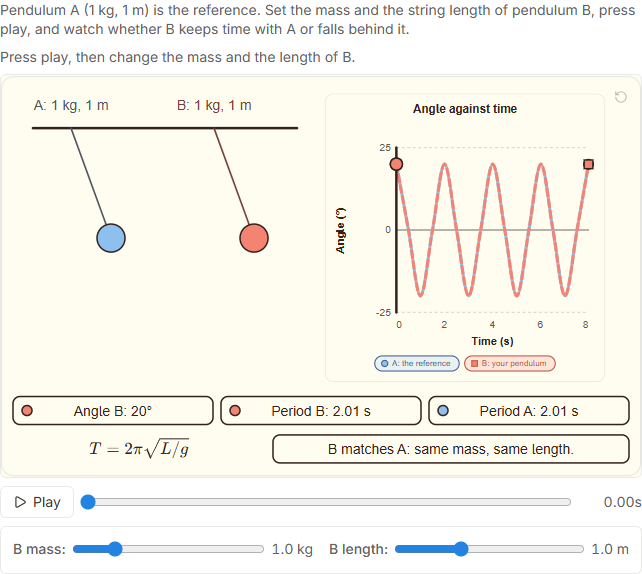 Pendulum A (1 kg, 1 m) is the reference. Set the mass and the string length of pendulum B, press
play, and watch whether B keeps time with A or falls behind it.
Press play, then change the mass and the length of B.
A: 1 kg, 1 m
B: 1 kg, 1 m
Angle against time
25
0
-25
Angle (°)
0 2 4 6 8
Time (s)
A: the reference
B: your pendulum
Angle B: 20°
Period B: 2.01 s
Period A: 2.01 s
T = 2π√L/g
B matches A: same mass, same length.
Play
0.00s
B mass: 1.0 kg B length: 1.0 m